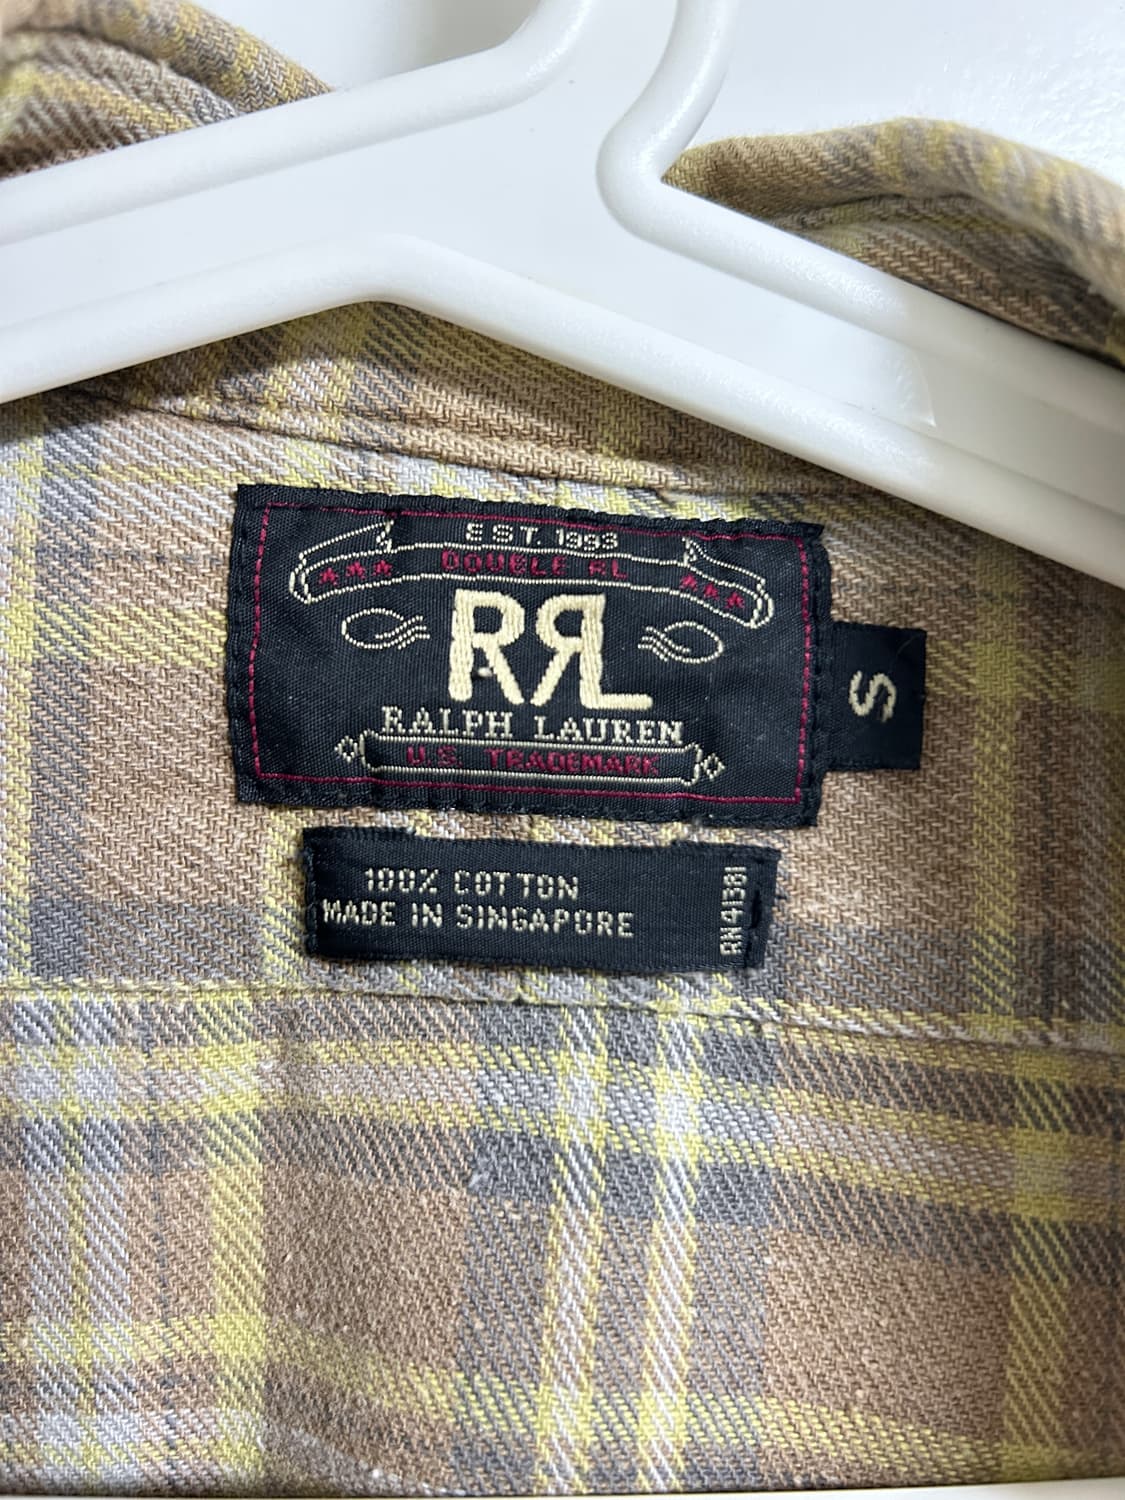 EST. 1993
DOUBLE RL
RRL
RALPH LAUREN
U.S. TRADEMARK
S
100% COTTON
MADE IN SINGAPORE
RN41381